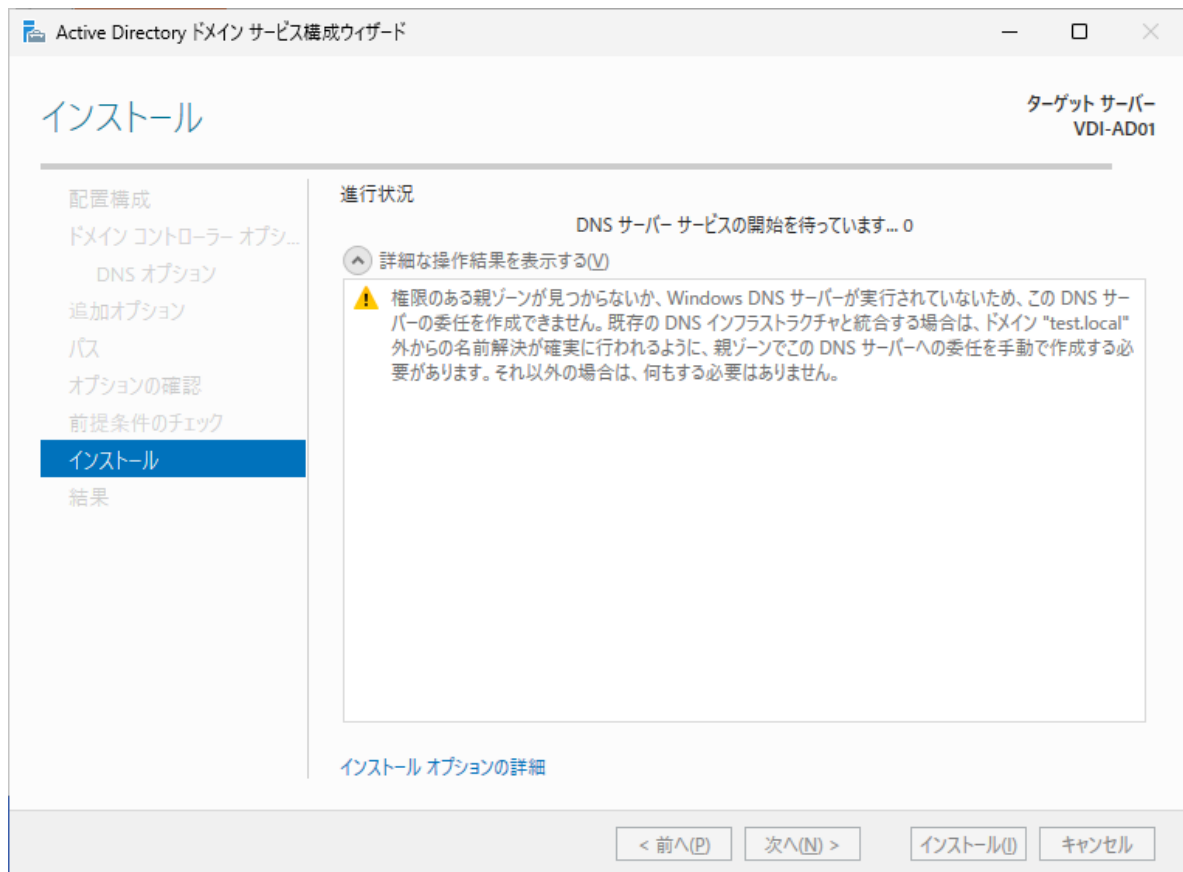 Active Directory ドメイン サービス構成ウィザード
インストール
ターゲット サーバー
VDI-AD01
配置構成
ドメイン コントローラー オプシ...
DNS オプション
追加オプション
パス
オプションの確認
前提条件のチェック
インストール
結果
進行状況
DNS サーバー サービスの開始を待っています... 0
詳細な操作結果を表示する(V)
権限のある親ゾーンが見つからないか、Windows DNS サーバーが実行されていないため、この DNS サー
バーの委任を作成できません。既存の DNS インフラストラクチャと統合する場合は、ドメイン "test.local"
外からの名前解決が確実に行われるように、親ゾーンでこの DNS サーバーへの委任を手動で作成する必
要があります。それ以外の場合は、何もする必要はありません。
インストール オプションの詳細
< 前へ(P)
次へ(N) >
インストール(I)
キャンセル